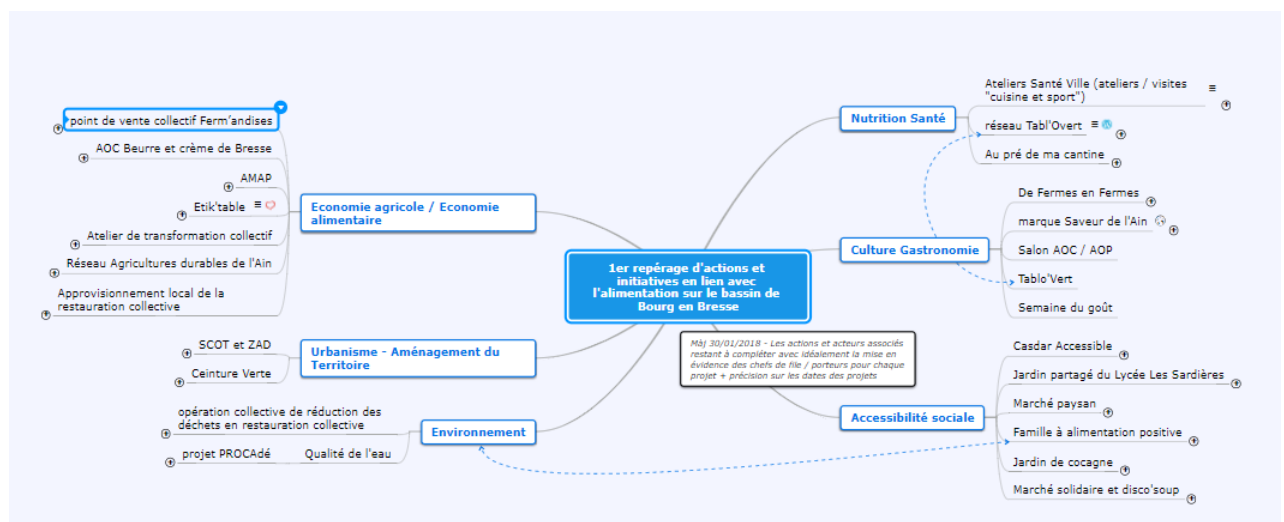 1er repérage d'actions et
initiatives en lien avec
l'alimentation sur le bassin de
Bourg en Bresse
Màj 30/01/2018 - Les actions et acteurs associés
restant à compléter avec idéalement la mise en
évidence des chefs de file / porteurs pour chaque
projet + précision sur les dates des projets
Nutrition Santé
Ateliers Santé Ville (ateliers / visites
"cuisine et sport")
réseau Tabl'Overt
Au pré de ma cantine
Culture Gastronomie
De Fermes en Fermes
marque Saveur de l'Ain
Salon AOC / AOP
Tablo'Vert
Semaine du goût
Accessibilité sociale
Casdar Accessible
Jardin partagé du Lycée Les Sardières
Marché paysan
Famille à alimentation positive
Jardin de cocagne
Marché solidaire et disco'soup
Economie agricole / Economie
alimentaire
point de vente collectif Ferm'andises
AOC Beurre et crème de Bresse
AMAP
Etik'table
Atelier de transformation collectif
Réseau Agricultures durables de l'Ain
Approvisionnement local de la
restauration collective
Urbanisme - Aménagement du
Territoire
SCOT et ZAD
Ceinture Verte
Environnement
opération collective de réduction des
déchets en restauration collective
projet PROCAdé
Qualité de l'eau